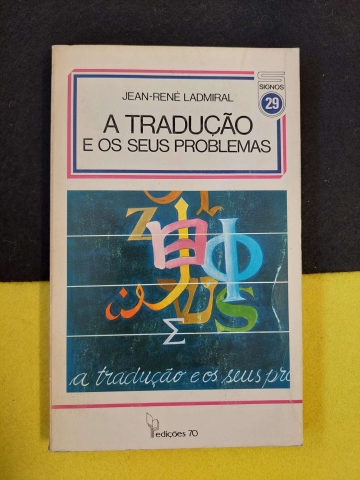 JEAN-RENÉ LADMIRAL
SIGNOS
29
A TRADUÇÃO
E OS SEUS PROBLEMAS
Z
Φ
S
Σ
a tradução e os seus pro
edições 70